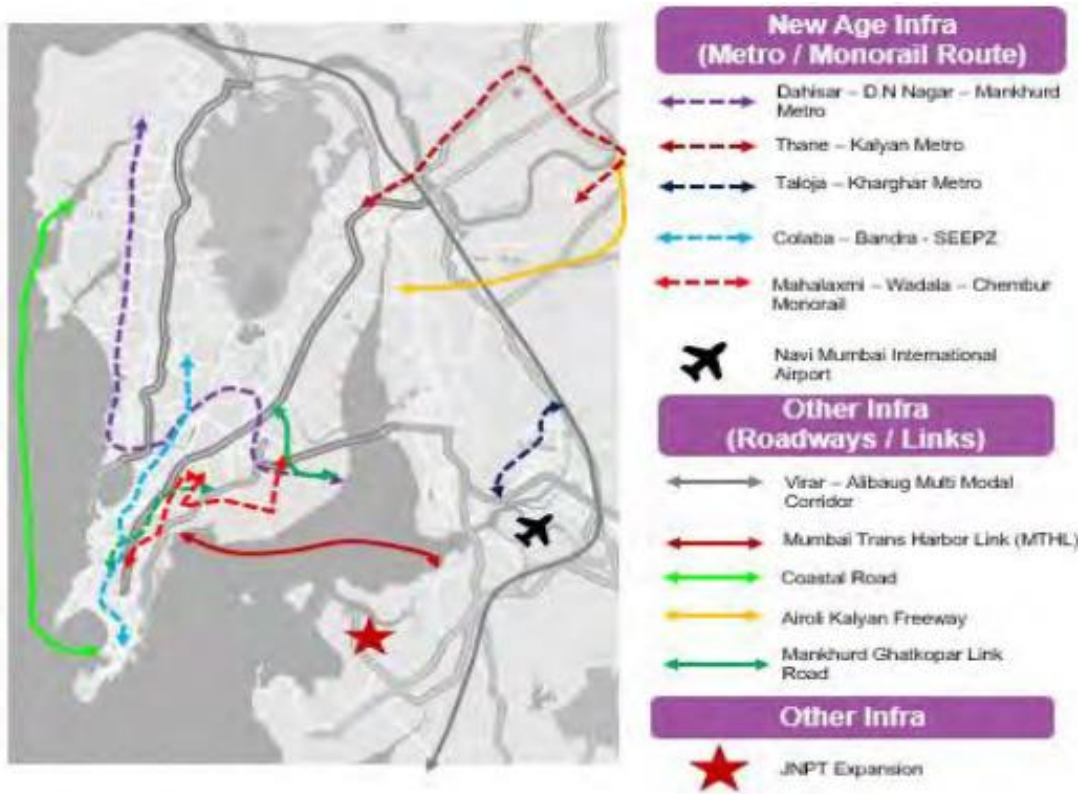 New Age Infra
(Metro / Monorail Route)
Dahisar – D.N Nagar – Mankhurd
Metro
Thane – Kalyan Metro
Taloja – Kharghar Metro
Colaba – Bandra - SEEPZ
Mahalaxmi – Wadala – Chembur
Monorail
Navi Mumbai International
Airport
Other Infra
(Roadways / Links)
Virar – Alibaug Multi Modal
Corridor
Mumbai Trans Harbor Link (MTHL)
Coastal Road
Airoli Kalyan Freeway
Mankhurd Ghatkopar Link
Road
Other Infra
JNPT Expansion